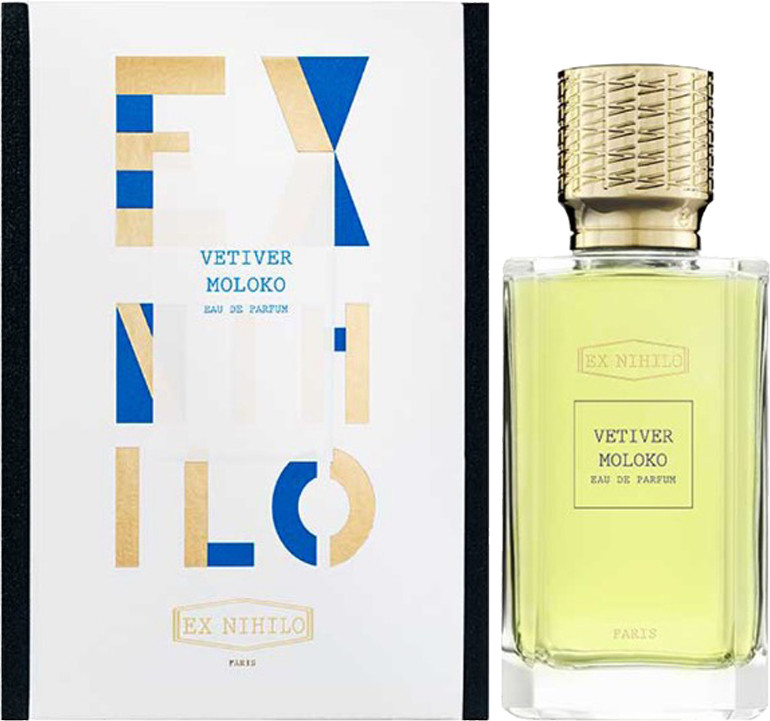 EX
NIHILO
VETIVER
MOLOKO
EAU DE PARFUM
EX NIHILO
PARIS
EX NIHILO
VETIVER
MOLOKO
EAU DE PARFUM
PARIS